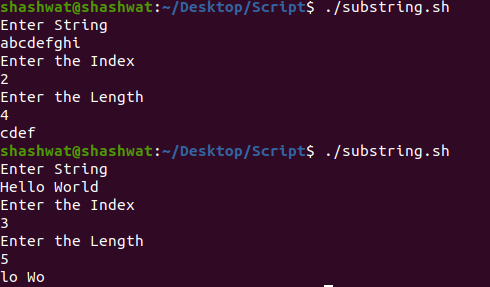 shashwat@shashwat:~/Desktop/Script$ ./substring.sh
Enter String
abcdefghi
Enter the Index
2
Enter the Length
4
cdef
shashwat@shashwat:~/Desktop/Script$ ./substring.sh
Enter String
Hello World
Enter the Index
3
Enter the Length
5
lo Wo